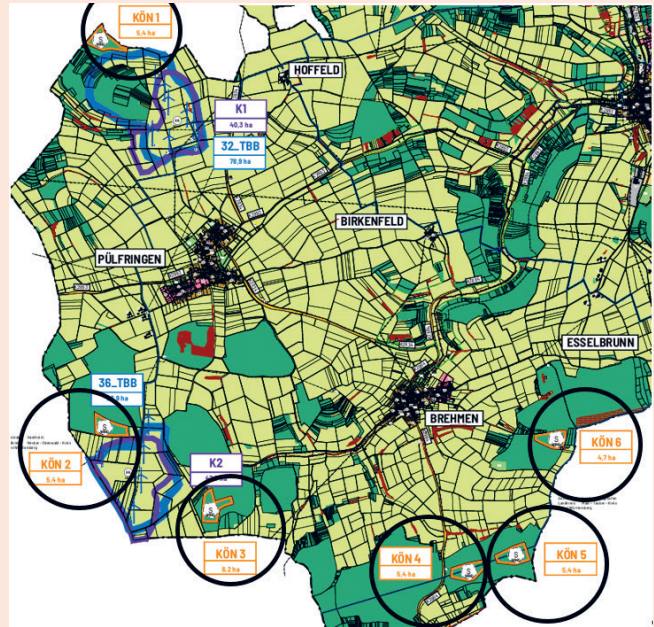 KÖN 1
5,4 ha
S
HOFFELD
K1
40,3 ha
32_TBB
78,9 ha
BIRKENFELD
PÜLFRINGEN
ESSELBRUNN
36_TBB
BREHMEN
S
KÖN 2
5,4 ha
K2
S
KÖN 6
4,7 ha
S
KÖN 3
6,2 ha
KÖN 4
5,4 ha
S
S
KÖN 5
5,4 ha